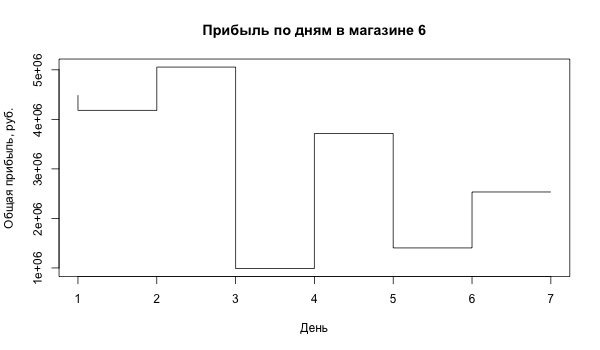 Прибыль по дням в магазине 6
Общая прибыль, руб.
5e+06
4e+06
3e+06
2e+06
1e+06
1 2 3 4 5 6 7
День